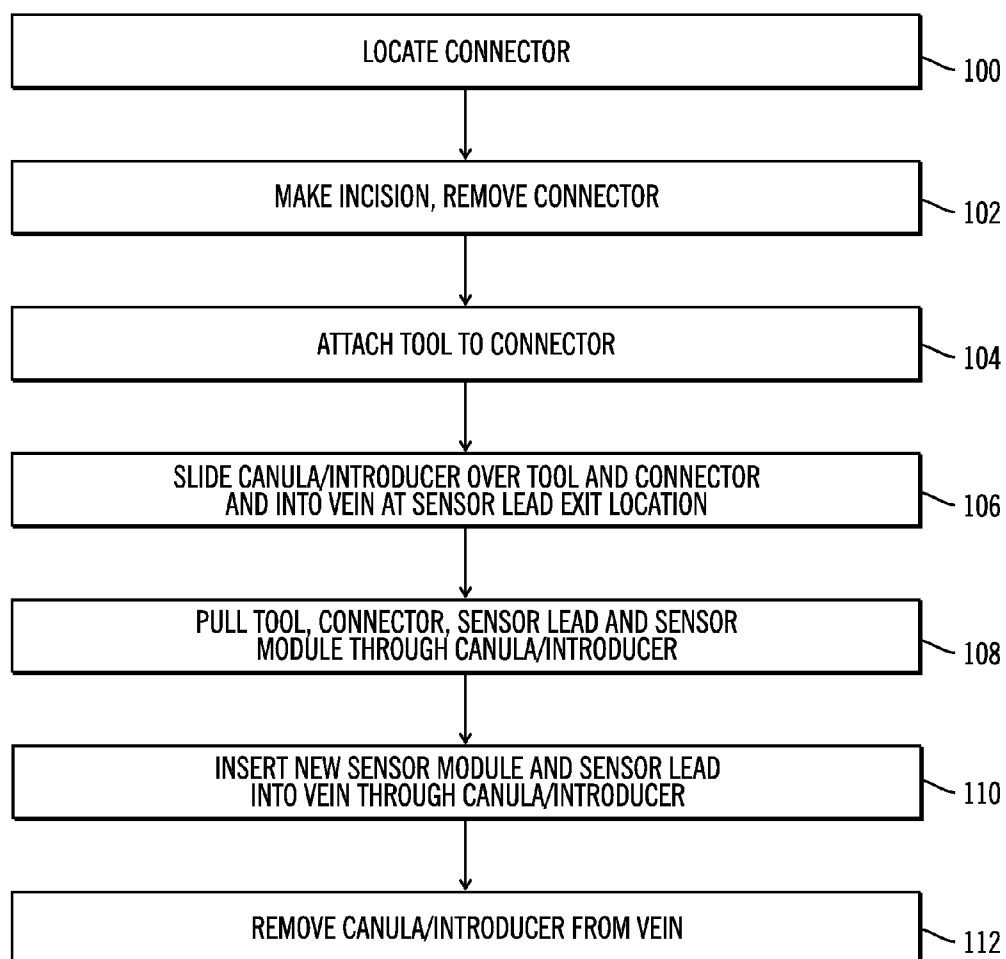 LOCATE CONNECTOR
100
MAKE INCISION, REMOVE CONNECTOR
102
ATTACH TOOL TO CONNECTOR
104
SLIDE CANULA/INTRODUCER OVER TOOL AND CONNECTOR
AND INTO VEIN AT SENSOR LEAD EXIT LOCATION
106
PULL TOOL, CONNECTOR, SENSOR LEAD AND SENSOR
MODULE THROUGH CANULA/INTRODUCER
108
INSERT NEW SENSOR MODULE AND SENSOR LEAD
INTO VEIN THROUGH CANULA/INTRODUCER
110
REMOVE CANULA/INTRODUCER FROM VEIN
112